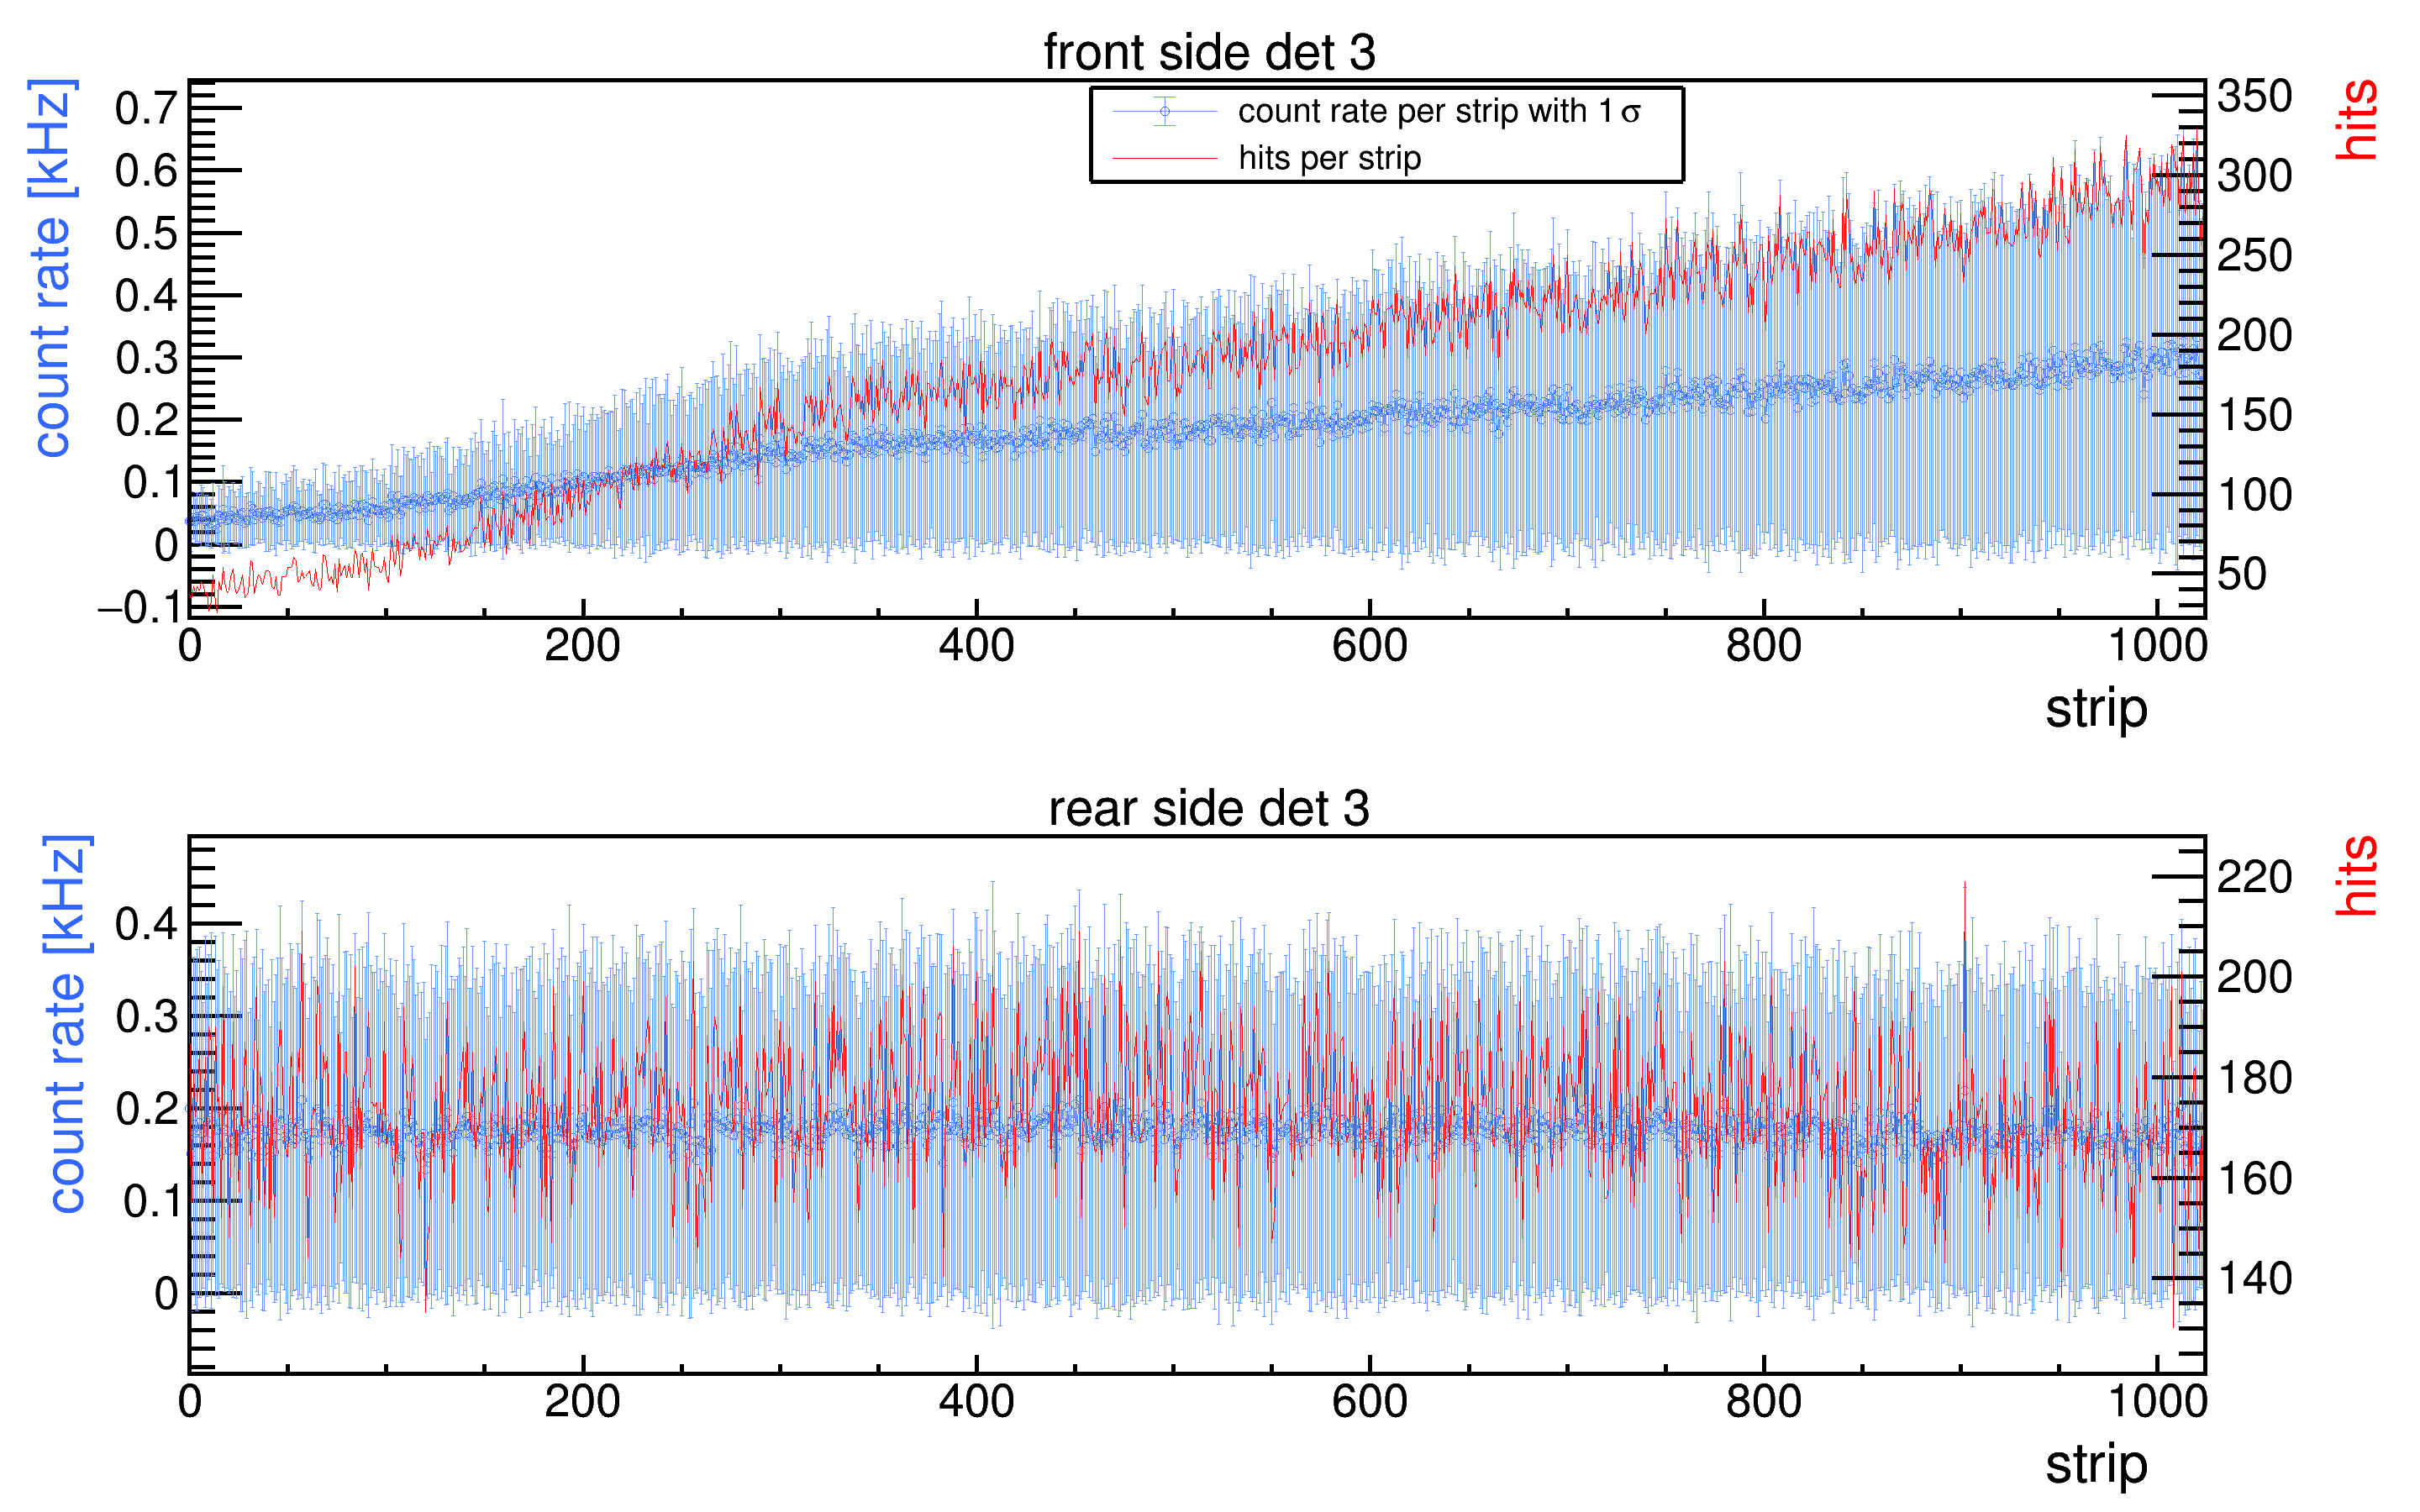 front side det 3
count rate [kHz]
hits
count rate per strip with 1 σ
hits per strip
0.7
0.6
0.5
0.4
0.3
0.2
0.1
0
−0.1
350
300
250
200
150
100
50
0 200 400 600 800 1000
strip
rear side det 3
count rate [kHz]
hits
0.4
0.3
0.2
0.1
0
220
200
180
160
140
0 200 400 600 800 1000
strip